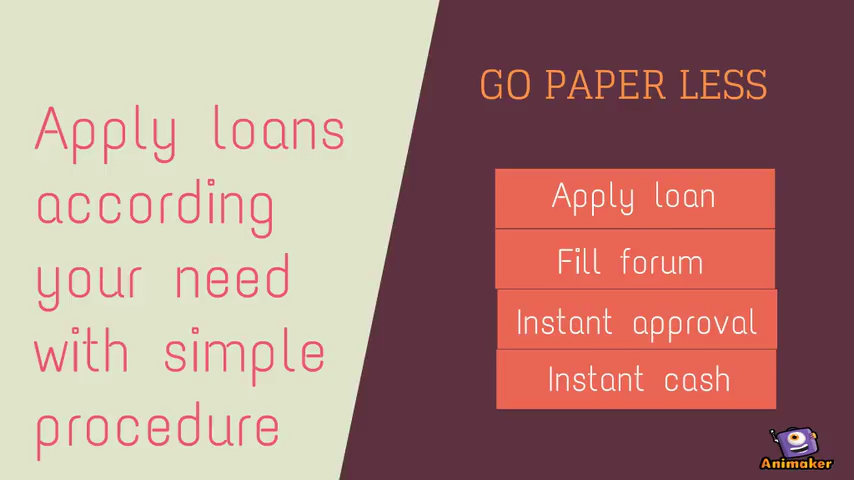 Apply loans
according
your need
with simple
procedure
GO PAPER LESS
Apply loan
Fill forum
Instant approval
Instant cash
Animaker